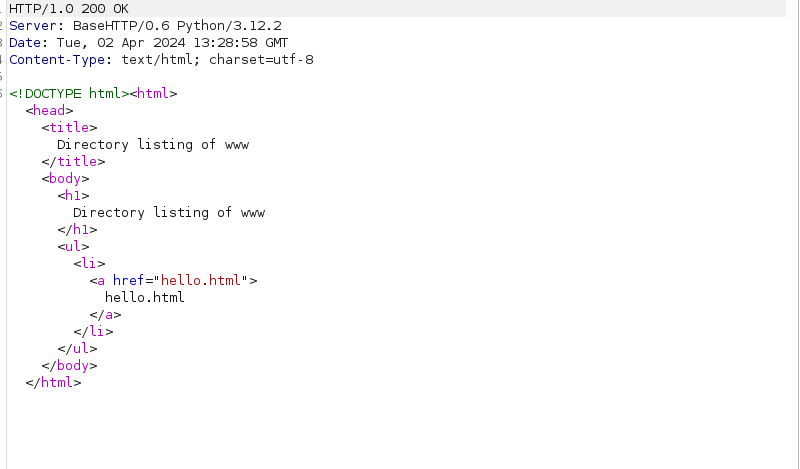 HTTP/1.0 200 OK
Server: BaseHTTP/0.6 Python/3.12.2
Date: Tue, 02 Apr 2024 13:28:58 GMT
Content-Type: text/html; charset=utf-8
<!DOCTYPE html><html>
<head>
<title>
Directory listing of www
</title>
<body>
<h1>
Directory listing of www
</h1>
<ul>
<li>
<a href="hello.html">
hello.html
</a>
</li>
</ul>
</body>
</html>